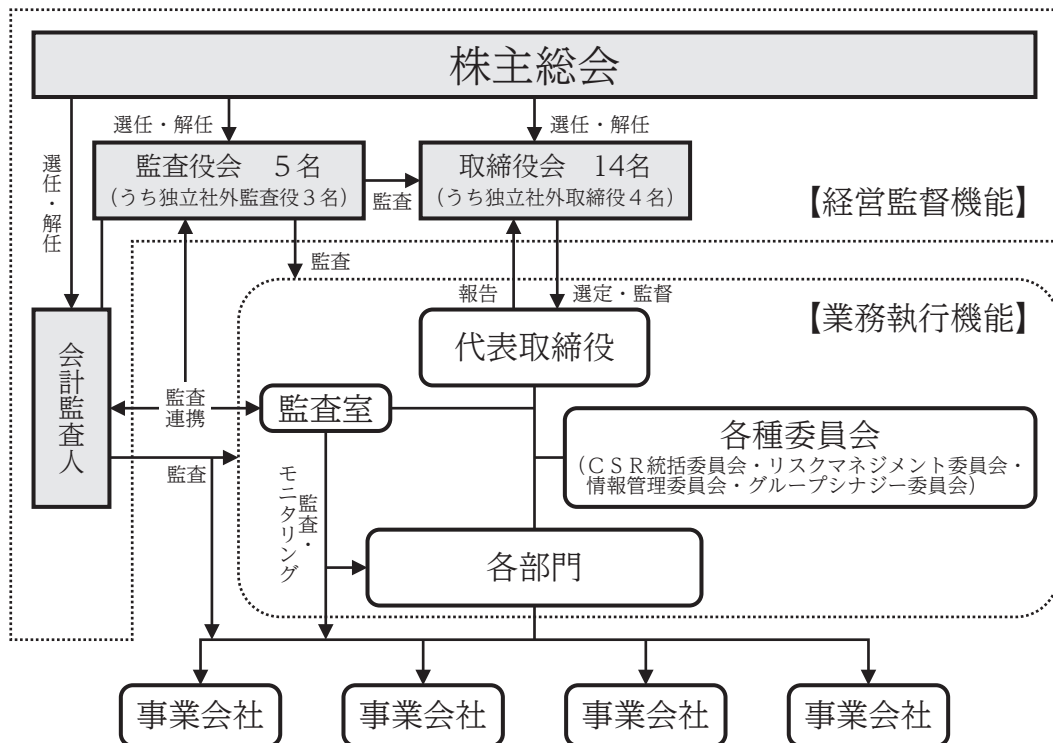 株主総会
選任・解任
選任・解任
選任・解任
監査役会　5名
(うち独立社外監査役3名)
監査
取締役会　14名
(うち独立社外取締役4名)
【経営監督機能】
監査
報告
選定・監督
【業務執行機能】
代表取締役
会計監査人
監査
連携
監査室
各種委員会
(CSR統括委員会・リスクマネジメント委員会・
情報管理委員会・グループシナジー委員会)
監査
監査・
モニタリング
各部門
事業会社
事業会社
事業会社
事業会社